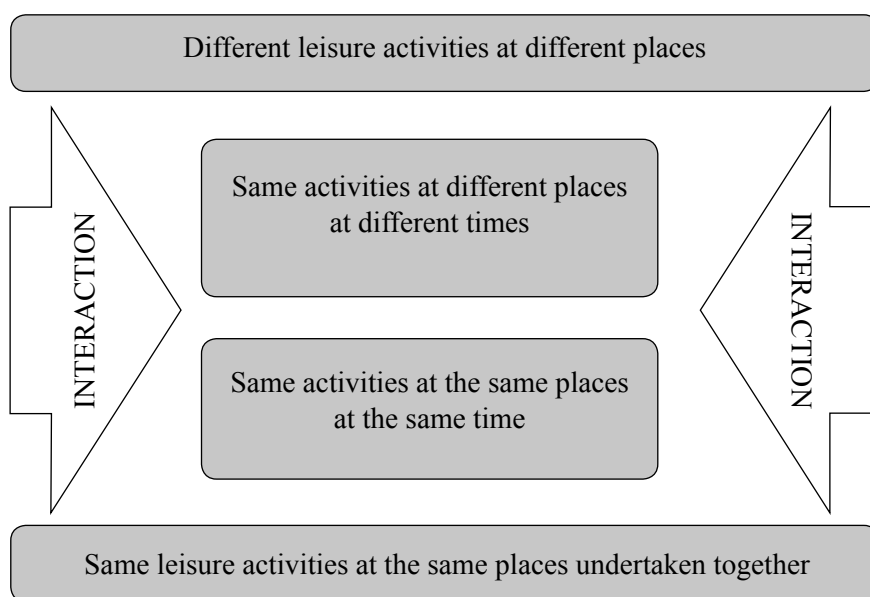 Different leisure activities at different places
Same activities at different places
at different times
INTERACTION
INTERACTION
Same activities at the same places
at the same time
Same leisure activities at the same places undertaken together